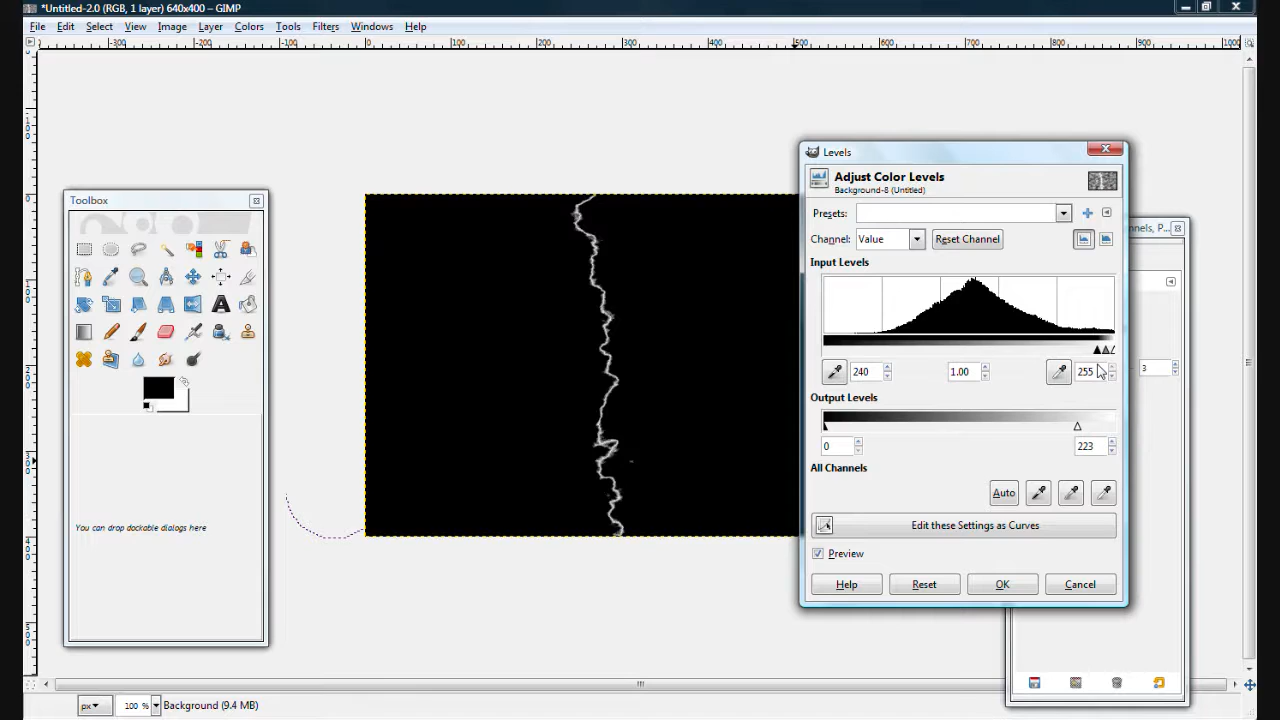 *Untitled-2.0 (RGB, 1 layer) 640x400 – GIMP
File Edit Select View Image Layer Colors Tools Filters Windows Help
-300 -200 -100 0 100 200 300 400 500 600 700 800 900 1000
Toolbox
You can drop dockable dialogs here
Levels
Adjust Color Levels
Background-8 (Untitled)
Presets:
Channel: Value Reset Channel
Input Levels
240 1.00 255
Output Levels
0 223
All Channels
Auto
Edit these Settings as Curves
Preview
Help Reset OK Cancel
nnels, P...
3
px 100 % Background (9.4 MB)